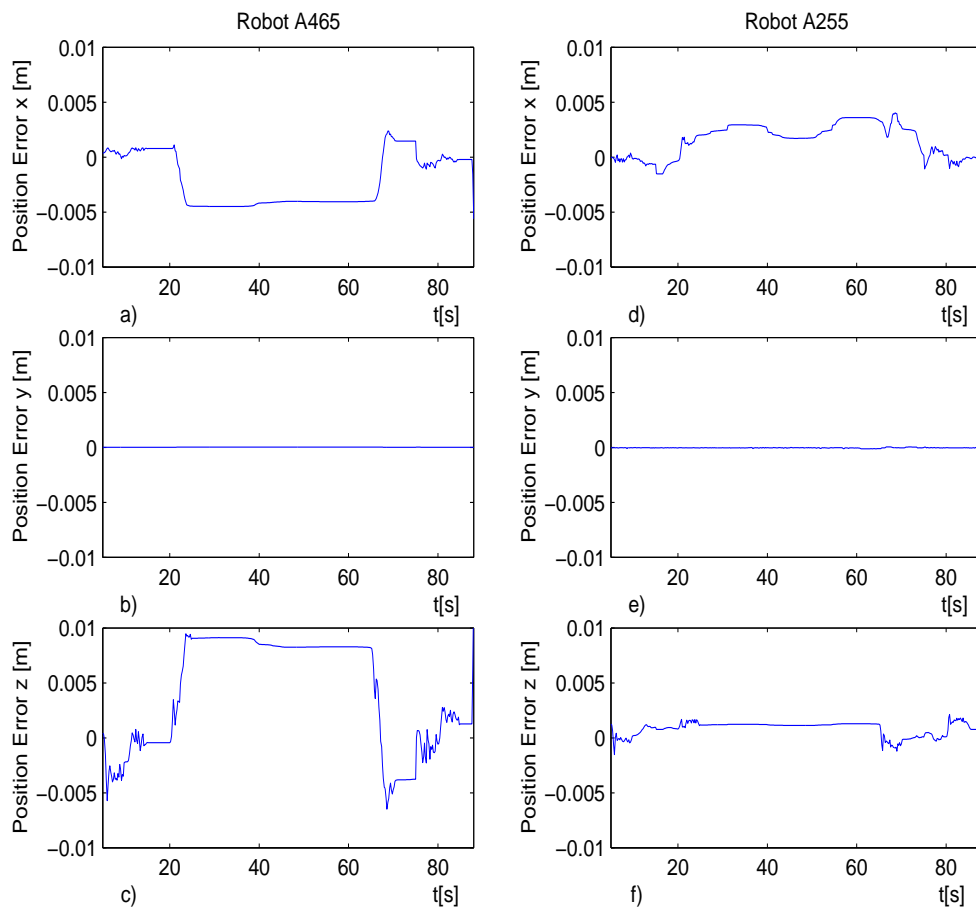 Robot A465
Position Error x [m]
0.01
0.005
0
−0.005
−0.01
20 40 60 80
a) t[s]
Robot A255
Position Error x [m]
0.01
0.005
0
−0.005
−0.01
20 40 60 80
d) t[s]
Position Error y [m]
0.01
0.005
0
−0.005
−0.01
20 40 60 80
b) t[s]
Position Error y [m]
0.01
0.005
0
−0.005
−0.01
20 40 60 80
e) t[s]
Position Error z [m]
0.01
0.005
0
−0.005
−0.01
20 40 60 80
c) t[s]
Position Error z [m]
0.01
0.005
0
−0.005
−0.01
20 40 60 80
f) t[s]